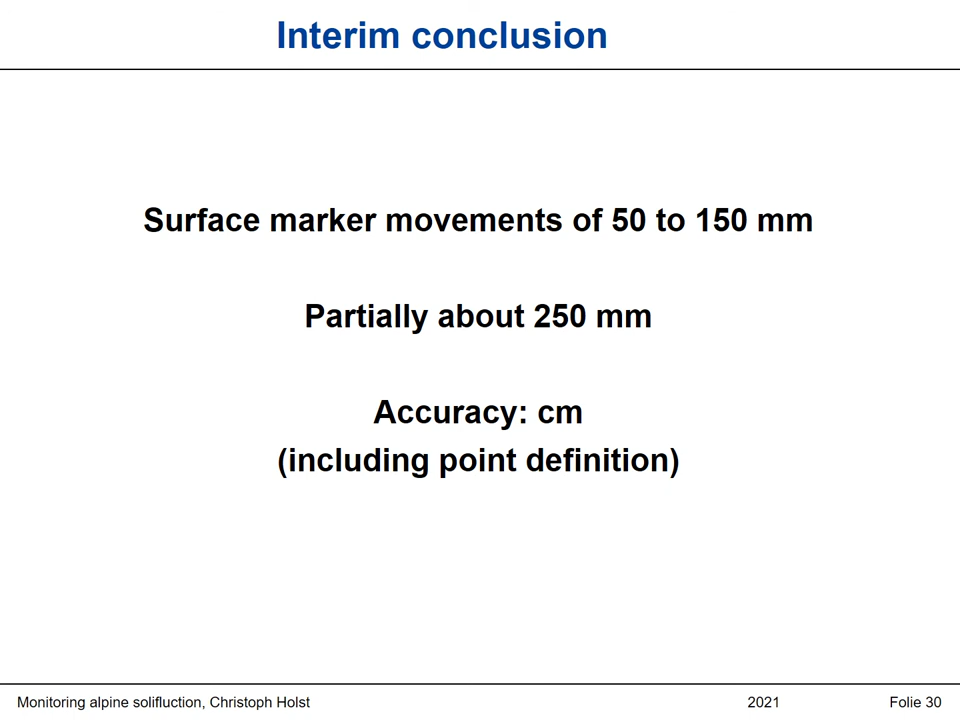 Interim conclusion
Surface marker movements of 50 to 150 mm
Partially about 250 mm
Accuracy: cm
(including point definition)
Monitoring alpine solifluction, Christoph Holst 2021 Folie 30